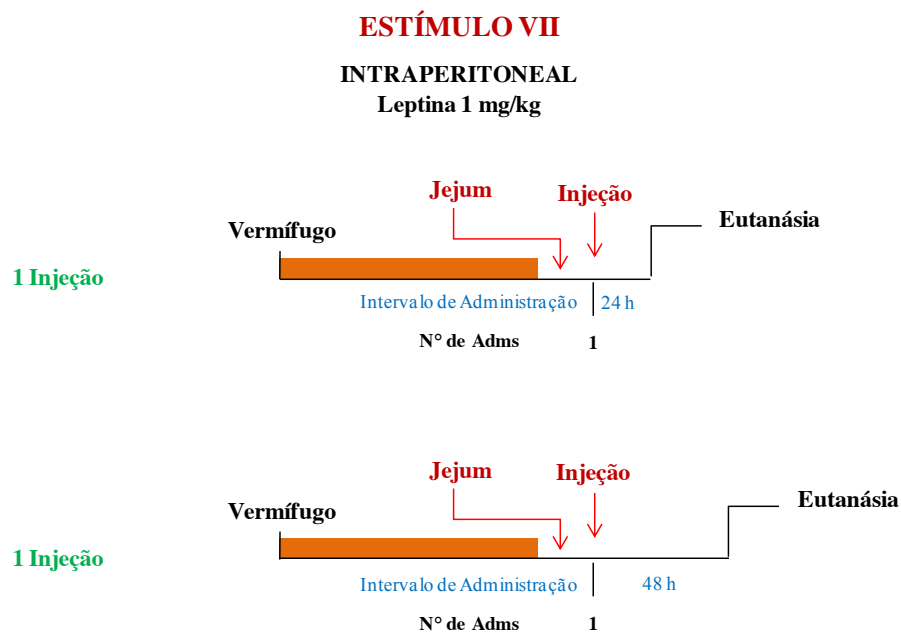 ESTÍMULO VII
INTRAPERITONEAL
Leptina 1 mg/kg
Jejum
Injeção
Eutanásia
Vermífugo
1 Injeção
Intervalo de Administração
24 h
N° de Adms
1
Jejum
Injeção
Eutanásia
Vermífugo
1 Injeção
Intervalo de Administração
48 h
N° de Adms
1